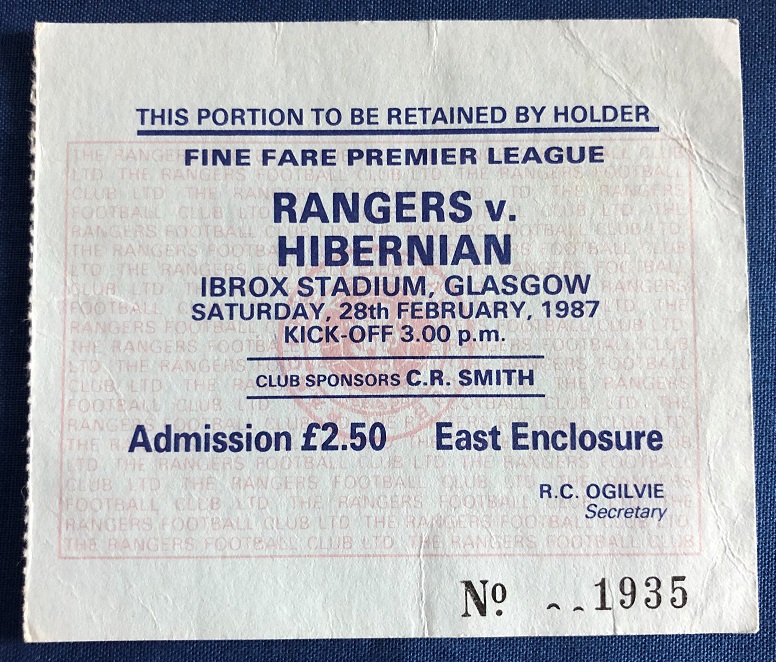 THIS PORTION TO BE RETAINED BY HOLDER
FINE FARE PREMIER LEAGUE
RANGERS v.
HIBERNIAN
IBROX STADIUM, GLASGOW
SATURDAY, 28th FEBRUARY, 1987
KICK-OFF 3.00 p.m.
CLUB SPONSORS C.R. SMITH
Admission £2.50 East Enclosure
R.C. OGILVIE
Secretary
Nº 1935